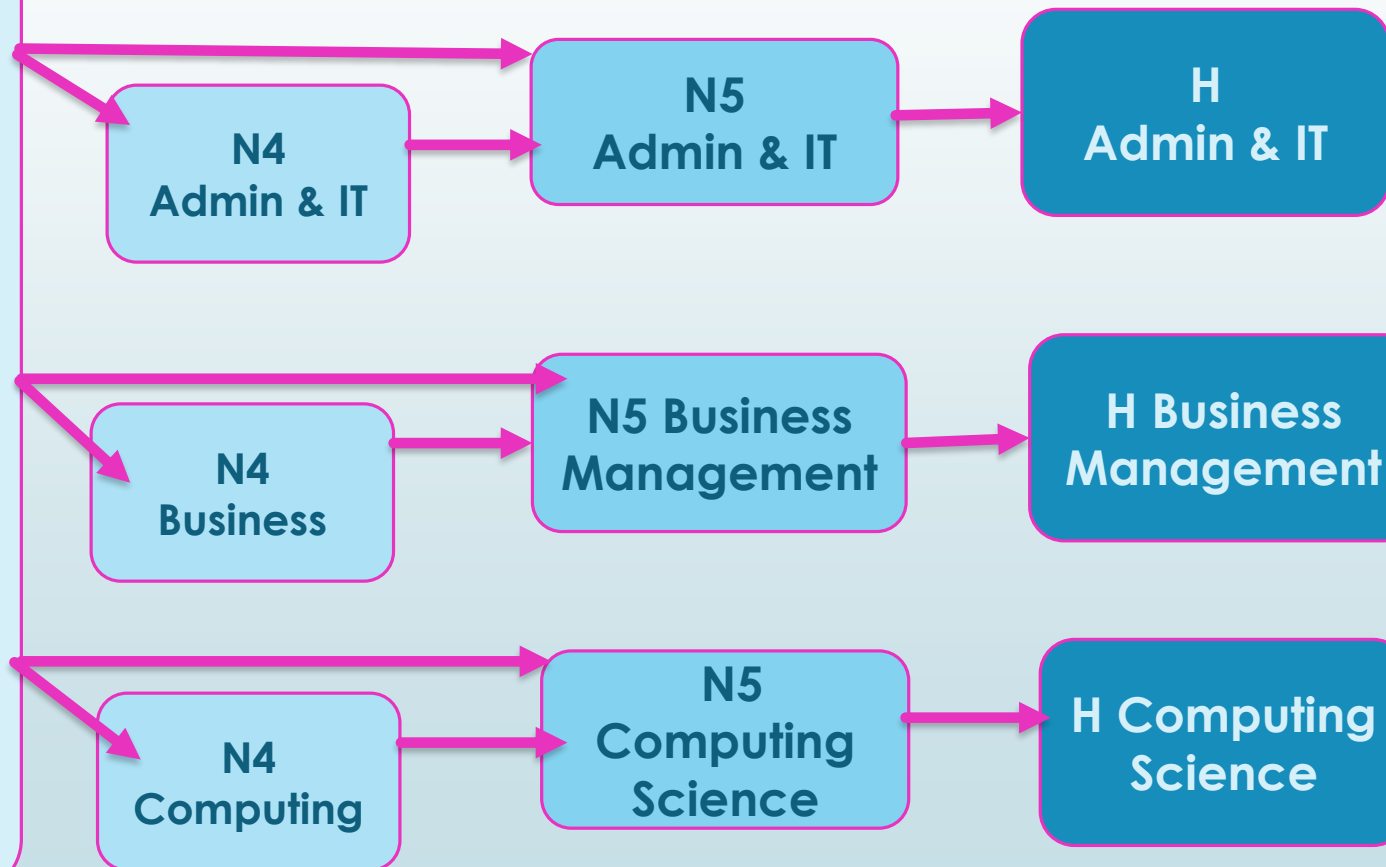 N4
Admin & IT
N5
Admin & IT
H
Admin & IT
N4
Business
N5 Business
Management
H Business
Management
N4
Computing
N5
Computing
Science
H Computing
Science